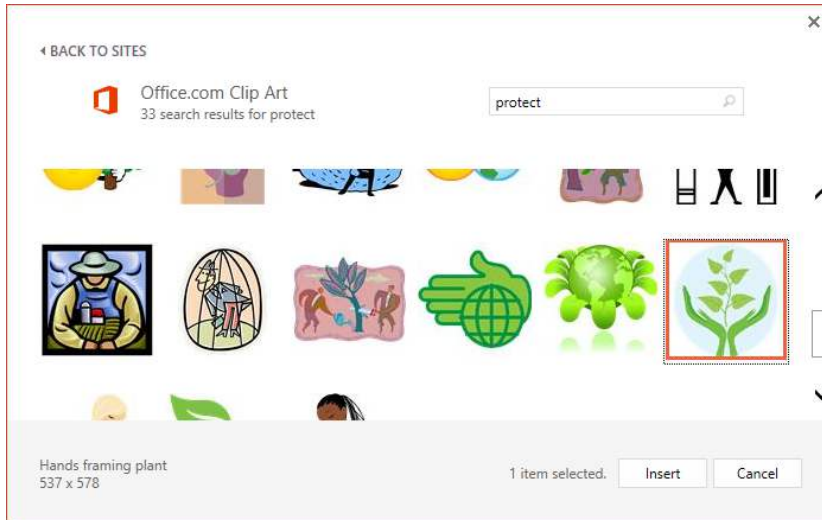 BACK TO SITES
Office.com Clip Art
33 search results for protect
protect
Hands framing plant
537 x 578
1 item selected.
Insert
Cancel